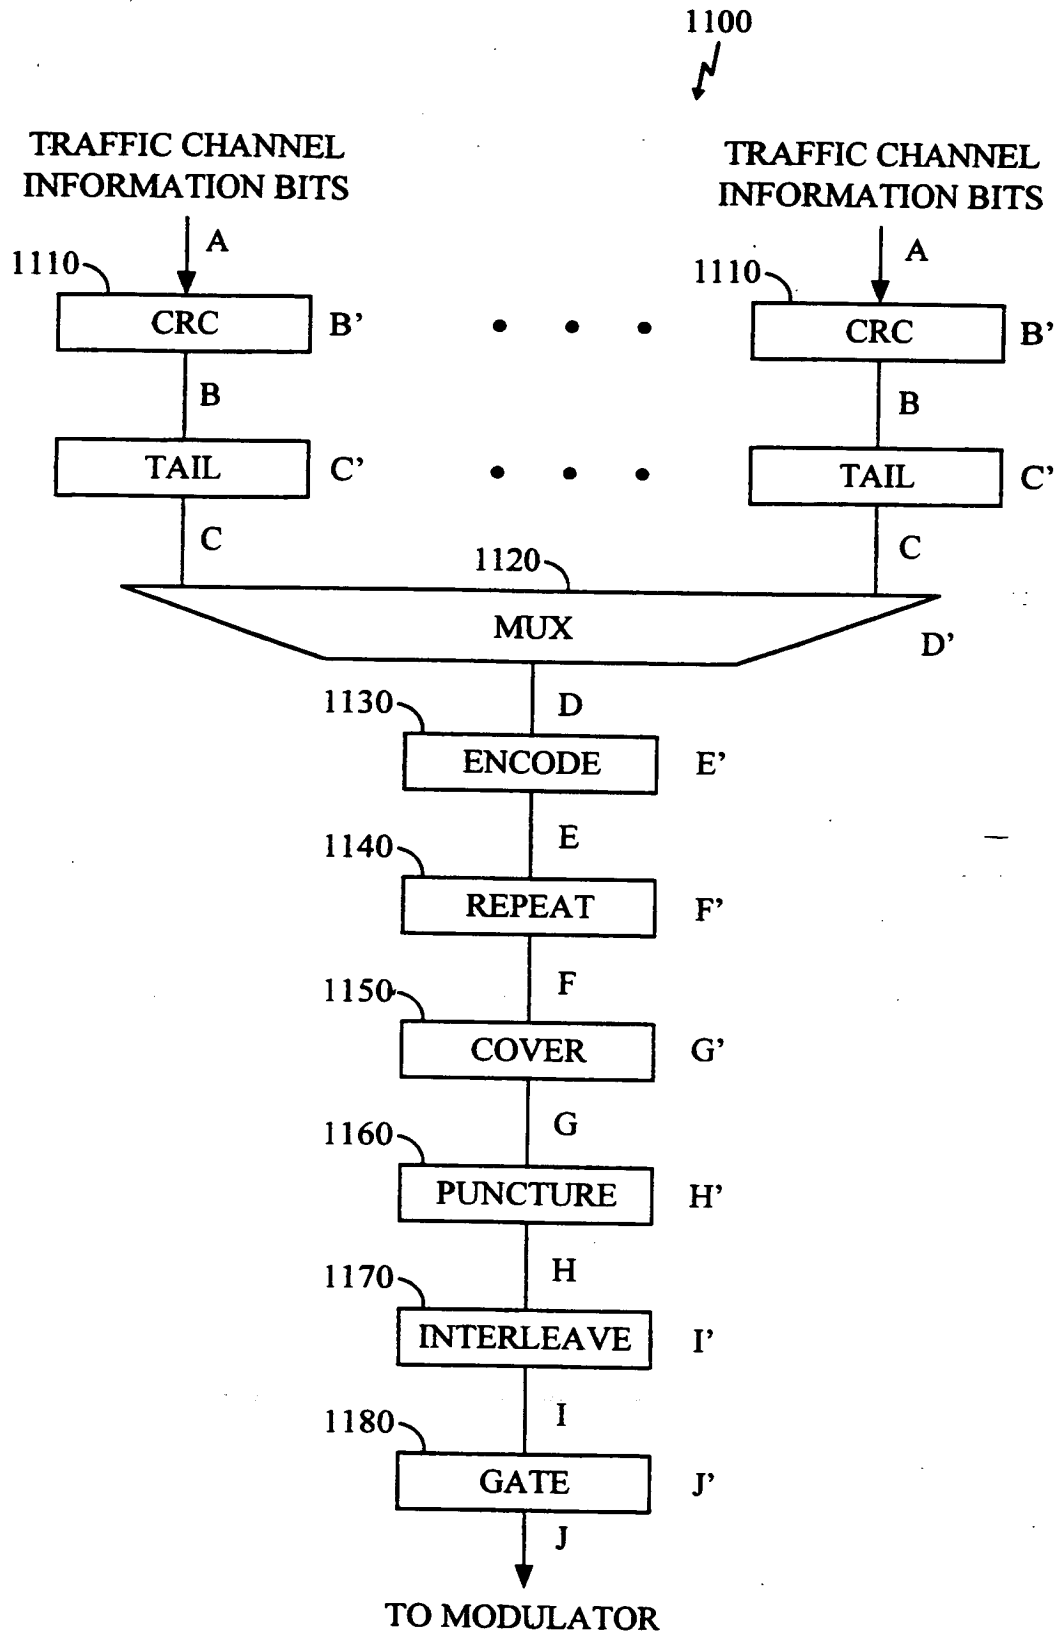 1100
TRAFFIC CHANNEL
INFORMATION BITS
TRAFFIC CHANNEL
INFORMATION BITS
A
A
1110
1110
CRC
B'
CRC
B'
B
B
TAIL
C'
TAIL
C'
C
C
1120
MUX
D'
D
1130
ENCODE
E'
E
1140
REPEAT
F'
F
1150
COVER
G'
G
1160
PUNCTURE
H'
H
1170
INTERLEAVE
I'
I
1180
GATE
J'
J
TO MODULATOR